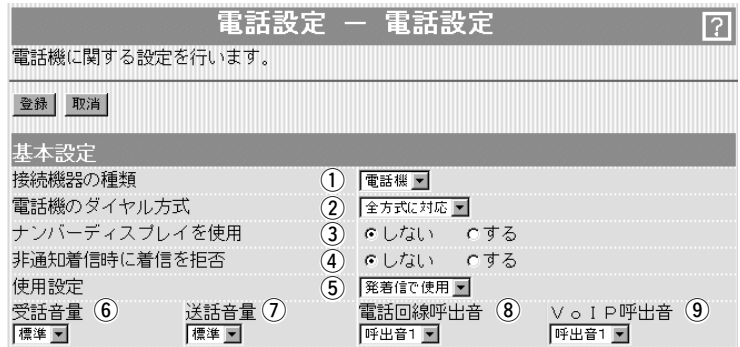 電話設定 － 電話設定 ?
電話機に関する設定を行います。
登録 取消
基本設定
接続機器の種類 ① 電話機
電話機のダイヤル方式 ② 全方式に対応
ナンバーディスプレイを使用 ③ しない する
非通知着信時に着信を拒否 ④ しない する
使用設定 ⑤ 発着信で使用
受話音量 ⑥ 送話音量 ⑦ 電話回線呼出音 ⑧ ＶｏＩＰ呼出音 ⑨
標準 標準 呼出音1 呼出音1